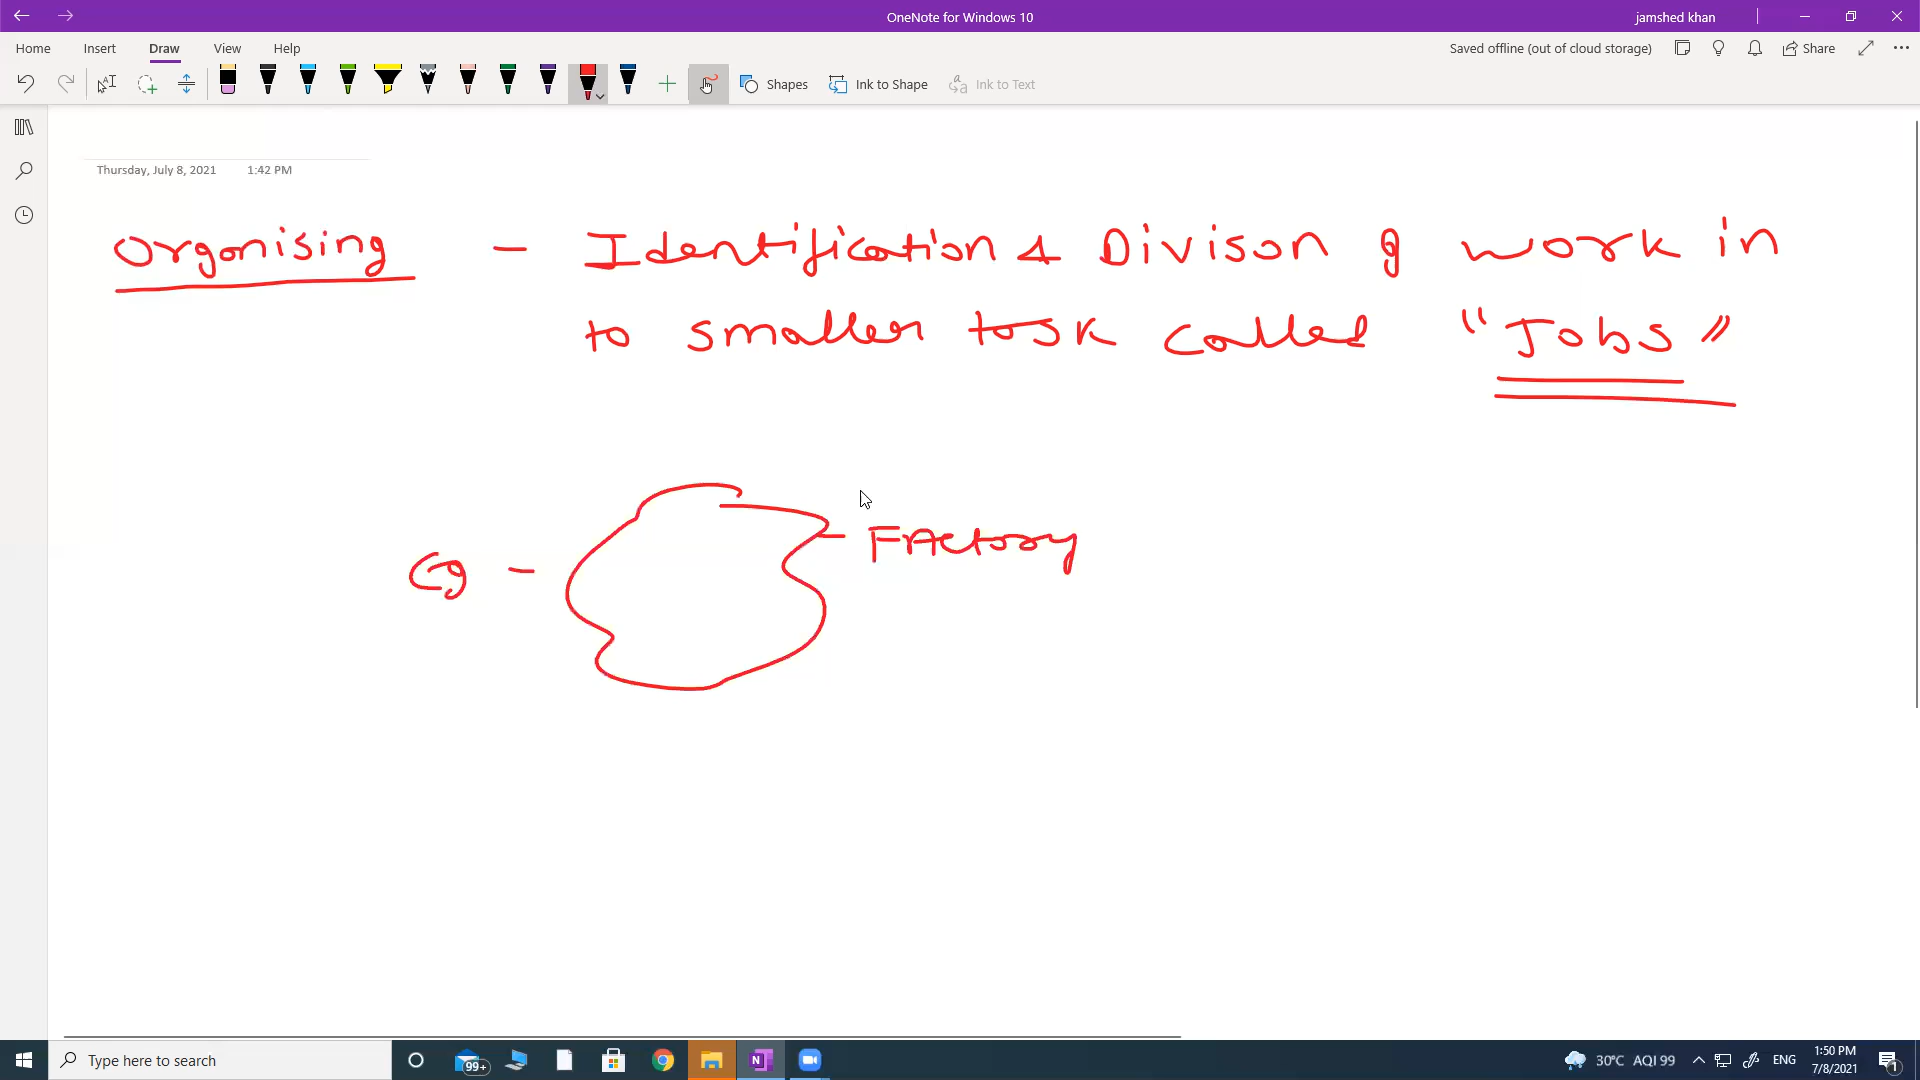 OneNote for Windows 10
jamshed khan
Home Insert Draw View Help
Saved offline (out of cloud storage)
Share
Shapes
Ink to Shape
Ink to Text
Thursday, July 8, 2021 1:42 PM
Organising - Identification & Divison of work in
to smaller task called "Jobs"
Eg - - FActory
Type here to search
99+
30°C AQI 99
ENG
1:50 PM
7/8/2021
1